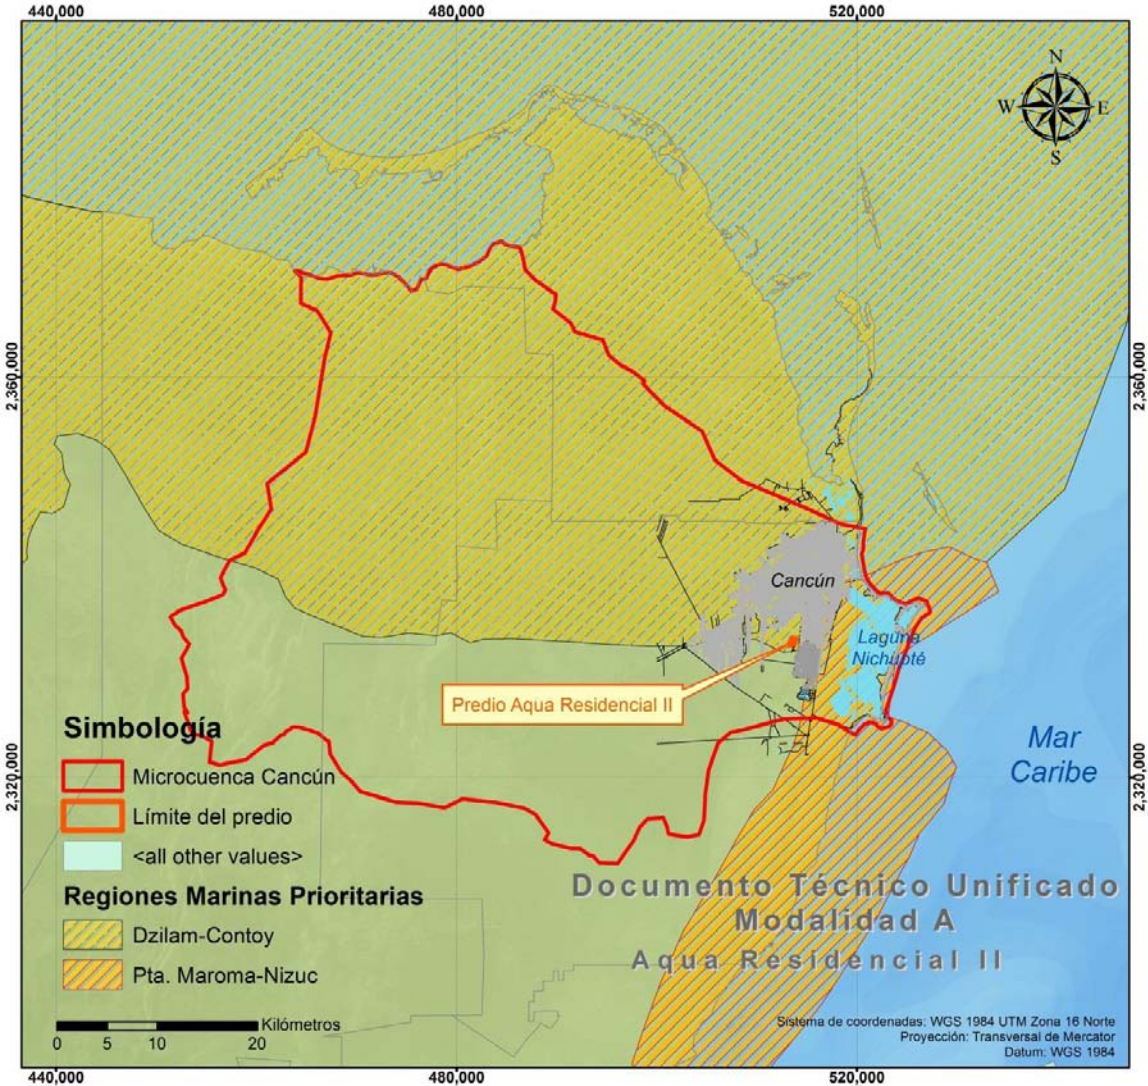 440,000
480,000
520,000
N
W
E
S
2,360,000
2,360,000
Cancún
Laguna
Nichupté
Predio Aqua Residencial II
Mar
Caribe
2,320,000
2,320,000
Simbología
Microcuenca Cancún
Límite del predio
<all other values>
Regiones Marinas Prioritarias
Dzilam-Contoy
Pta. Maroma-Nizuc
Kilómetros
0 5 10 20
Documento Técnico Unificado
Modalidad A
Aqua Residencial II
Sistema de coordenadas: WGS 1984 UTM Zona 16 Norte
Proyección: Transversal de Mercator
Datum: WGS 1984
440,000
480,000
520,000